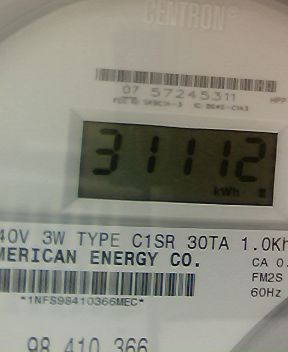 CENTRON®
07 57245311
31112
kWh
40V 3W TYPE C1SR 30TA 1.0Kh
MERICAN ENERGY CO.
CA 0.
FM2S
*1NFS98410366MEC*
60Hz
98 410 366